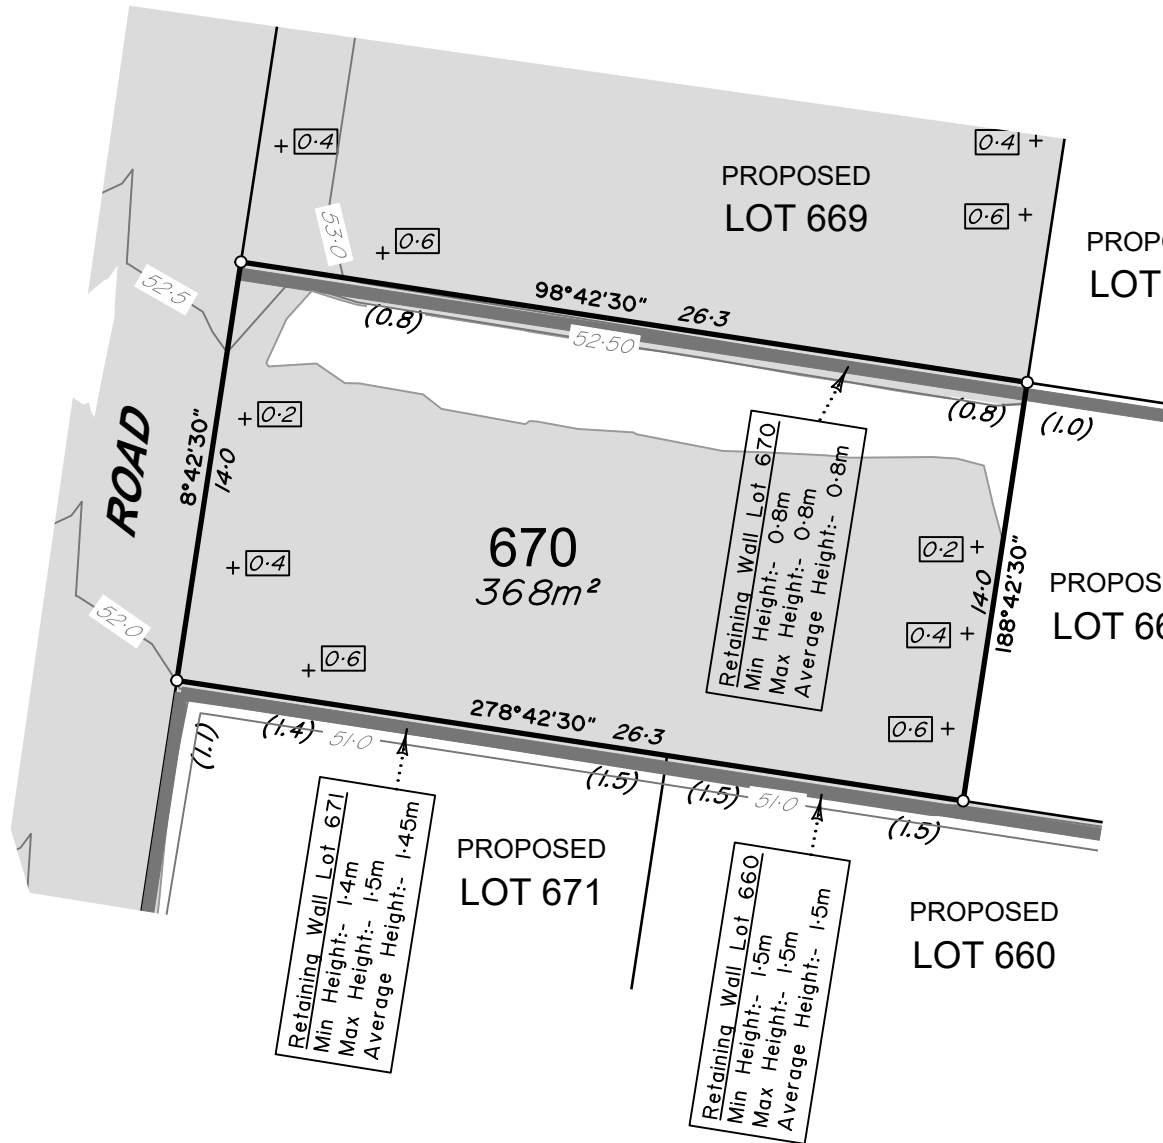 0·4
0·4
PROPOSED
LOT 669
0·6
53·0
0·6
PROPO
LOT
52·5
98°42'30" 26·3
(0.8)
52·50
(0.8)
(1.0)
ROAD
8°42'30"
14·0
0·2
670
368m²
0·4
0·2
14·0
188°42'30"
PROPOS
LOT 66
52·0
0·4
0·6
0·6
Retaining Wall Lot 670
Min Height:- 0·8m
Max Height:- 0·8m
Average Height:- 0·8m
278°42'30" 26·3
(1.1)
(1.4)
51·0
(1.5)
(1.5)
51·0
(1.5)
Retaining Wall Lot 671
Min Height:- 1·4m
Max Height:- 1·5m
Average Height:- 1·45m
PROPOSED
LOT 671
Retaining Wall Lot 660
Min Height:- 1·5m
Max Height:- 1·5m
Average Height:- 1·5m
PROPOSED
LOT 660